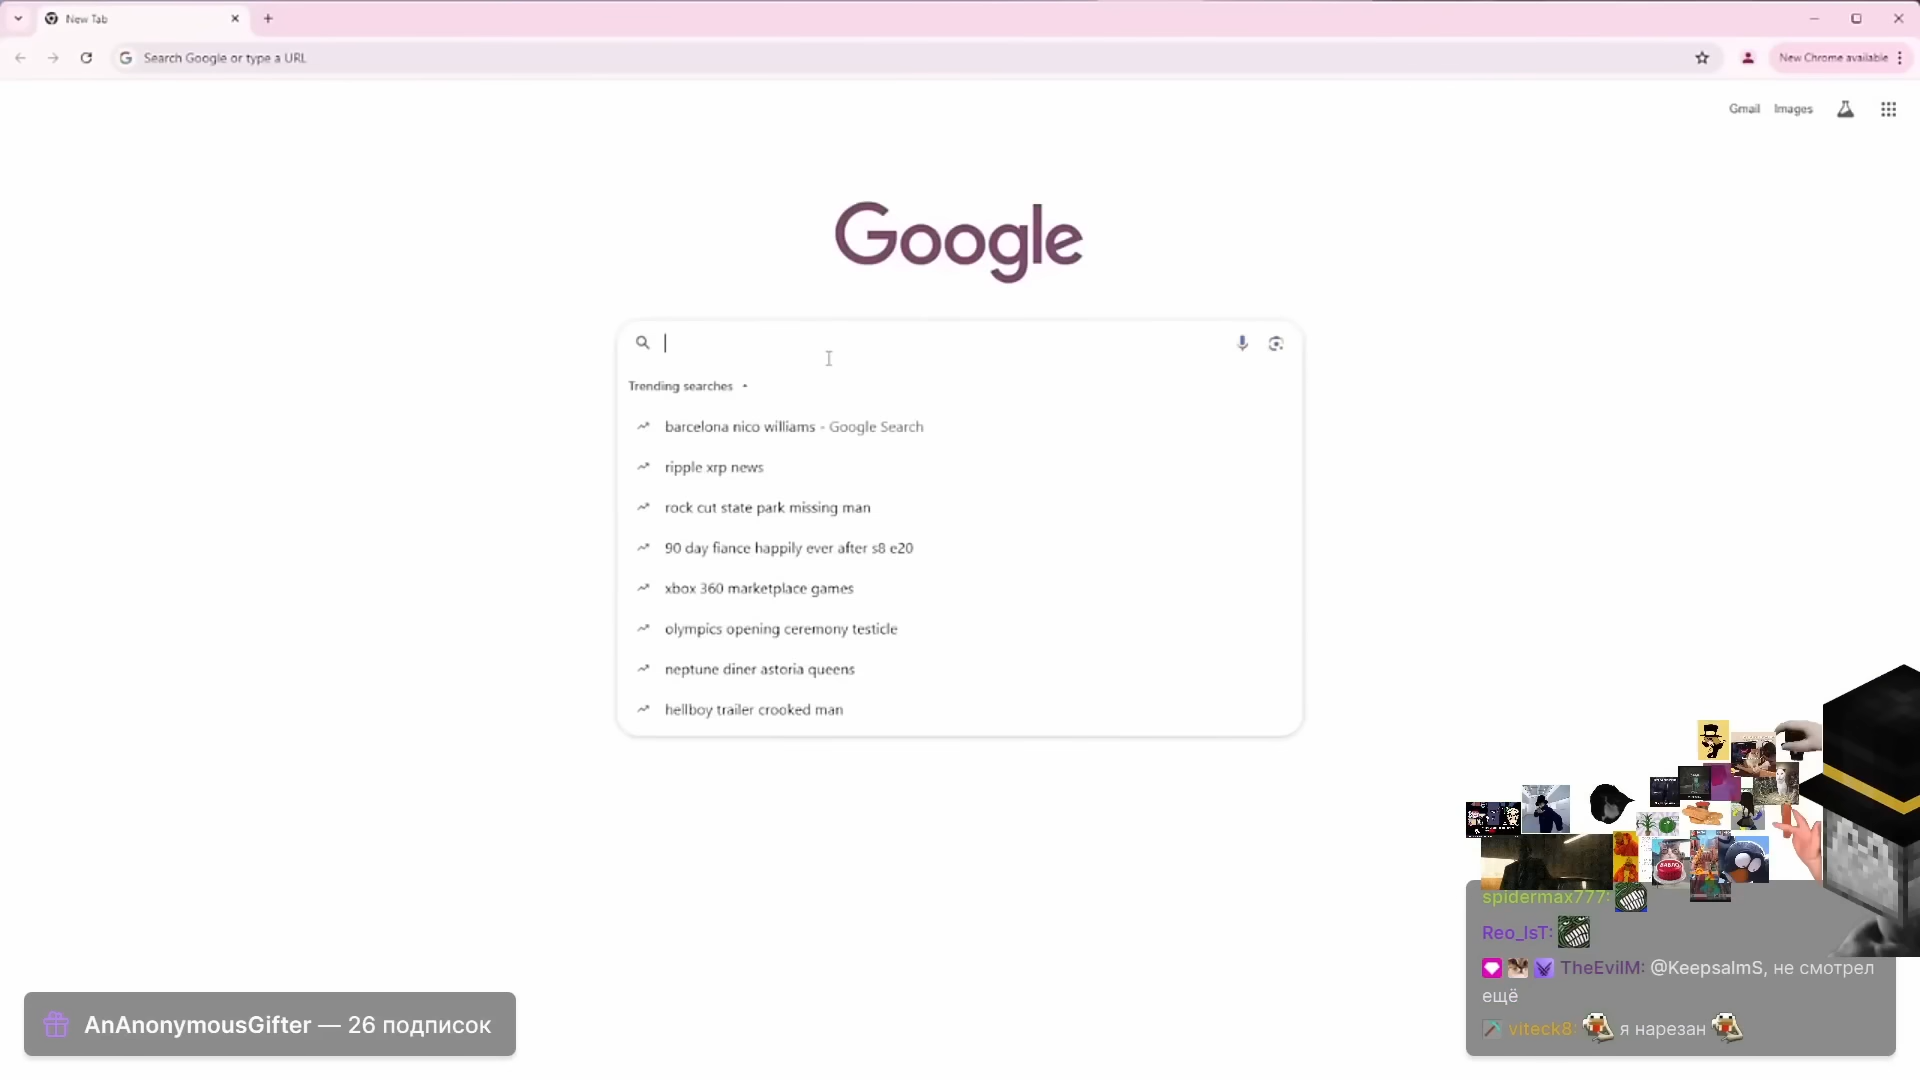 New Tab
Search Google or type a URL
New Chrome available
Gmail Images
Google
Trending searches
barcelona nico williams - Google Search
ripple xrp news
rock cut state park missing man
90 day fiance happily ever after s8 e20
xbox 360 marketplace games
olympics opening ceremony testicle
neptune diner astoria queens
hellboy trailer crooked man
spidermax777:
Reo_IsT:
TheEvilM: @KeepsalmS, не смотрел
ещё
viteck8: я нарезан
AnAnonymousGifter — 26 подписок